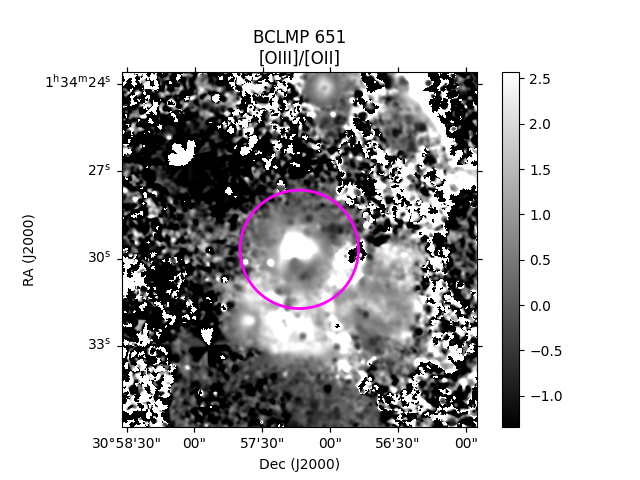 BCLMP 651
[OIII]/[OII]
1h34m24s
27s
30s
33s
RA (J2000)
30°58'30" 00" 57'30" 00" 56'30" 00"
Dec (J2000)
2.5
2.0
1.5
1.0
0.5
0.0
−0.5
−1.0